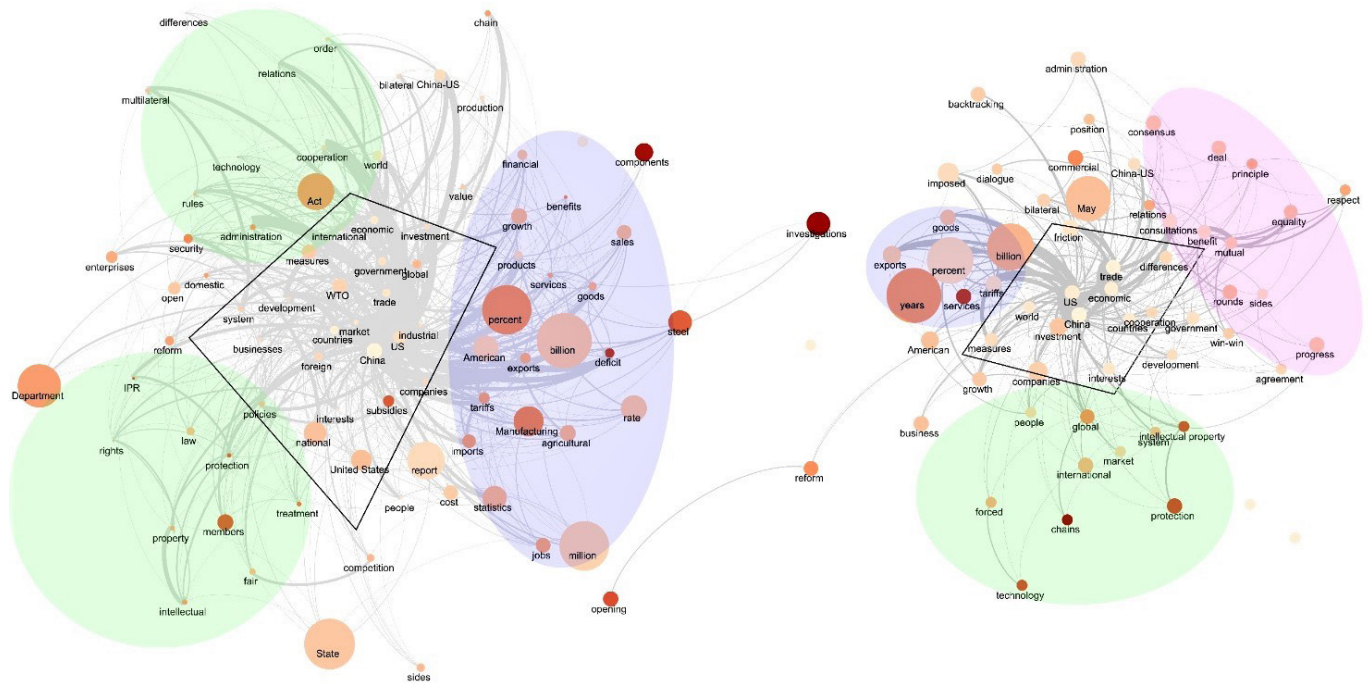 differences
chain
order
relations
bilateral China-US
multilateral
production
technology
cooperation
world
financial
components
Act
value
benefits
rules
growth
sales
administration
international
economic
investment
investigations
security
measures
enterprises
government
global
products
services
goods
domestic
open
WTO
trade
system
development
percent
steel
market
countries
industrial
US
reform
businesses
American
billion
deficit
China
foreign
exports
IPR
companies
Department
policies
subsidies
tariffs
rate
interests
law
national
Manufacturing
agricultural
rights
imports
protection
United States
report
reform
treatment
people
cost
statistics
members
property
jobs
million
fair
competition
intellectual
opening
State
sides
administration
backtracking
position
consensus
deal
commercial
principle
imposed
dialogue
China-US
respect
bilateral
May
relations
equality
goods
consultations
friction
benefit
mutual
exports
percent
billion
trade
differences
years
services
tariffs
US
economic
rounds
sides
world
China
countries
cooperation
government
nvestment
win-win
American
measures
progress
development
growth
companies
interests
agreement
business
people
global
intellectual property
system
market
international
forced
chains
protection
technology